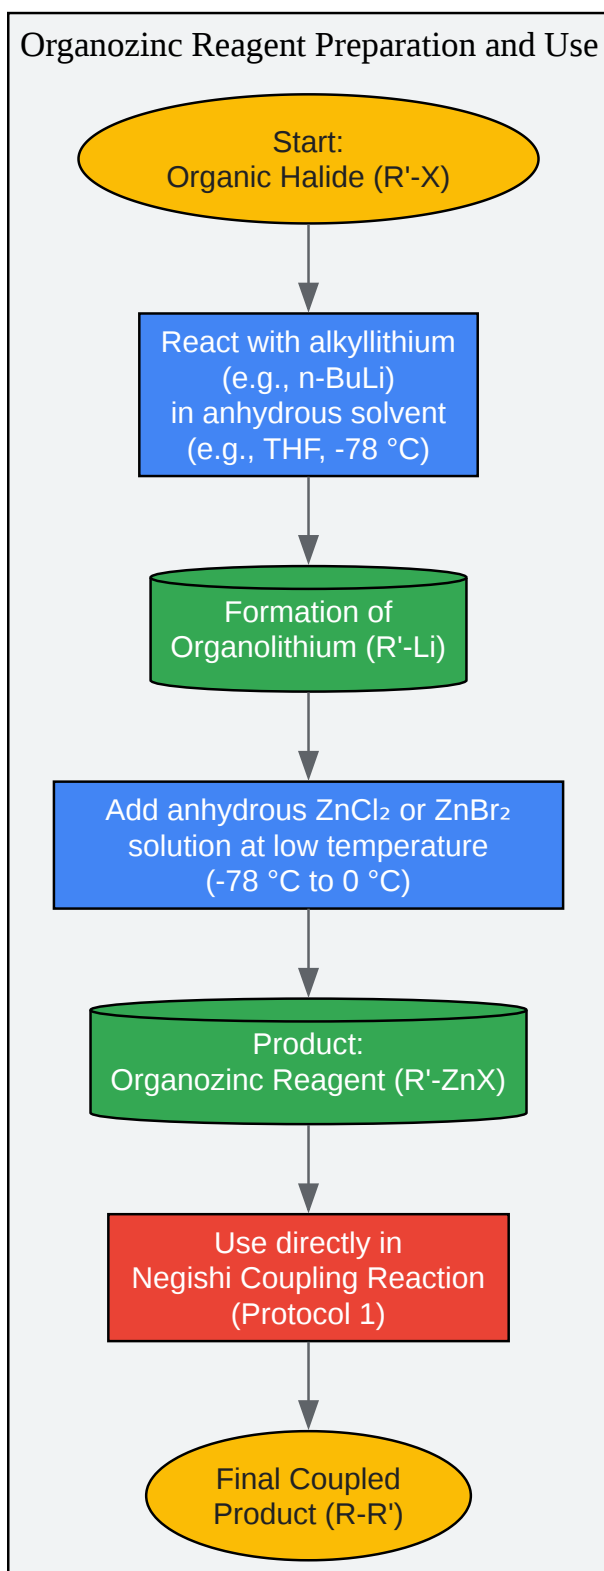 Organozinc Reagent Preparation and Use
Start:
Organic Halide (R'-X)
React with alkyllithium
(e.g., n-BuLi)
in anhydrous solvent
(e.g., THF, -78 °C)
Formation of
Organolithium (R'-Li)
Add anhydrous ZnCl₂ or ZnBr₂
solution at low temperature
(-78 °C to 0 °C)
Product:
Organozinc Reagent (R'-ZnX)
Use directly in
Negishi Coupling Reaction
(Protocol 1)
Final Coupled
Product (R-R')